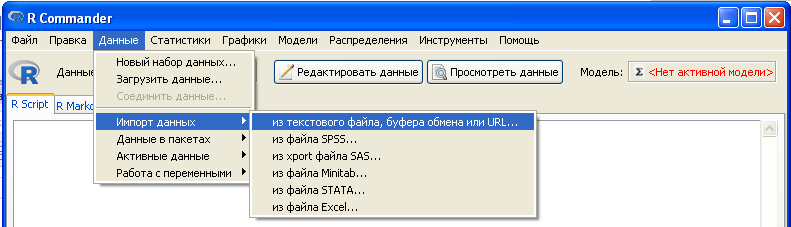 R Commander
Файл Правка Данные Статистики Графики Модели Распределения Инструменты Помощь
Новый набор данных...
Загрузить данные...
Соединить данные...
Импорт данных
Данные в пакетах
Активные данные
Работа с переменными
из текстового файла, буфера обмена или URL...
из файла SPSS...
из xport файла SAS...
из файла Minitab...
из файла STATA...
из файла Excel...
R Данны Редактировать данные Просмотреть данные Модель: Σ <Нет активной модели>
R Script R Marko